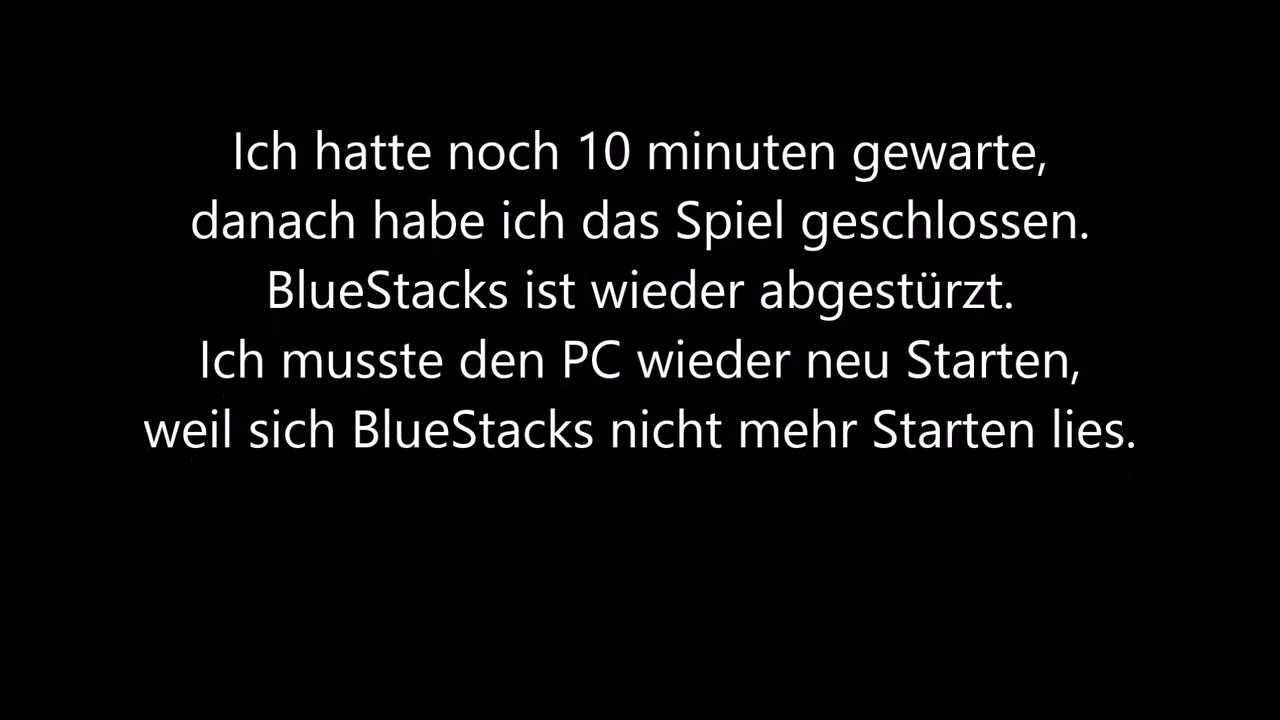 Ich hatte noch 10 minuten gewarte,
danach habe ich das Spiel geschlossen.
BlueStacks ist wieder abgestürzt.
Ich musste den PC wieder neu Starten,
weil sich BlueStacks nicht mehr Starten lies.